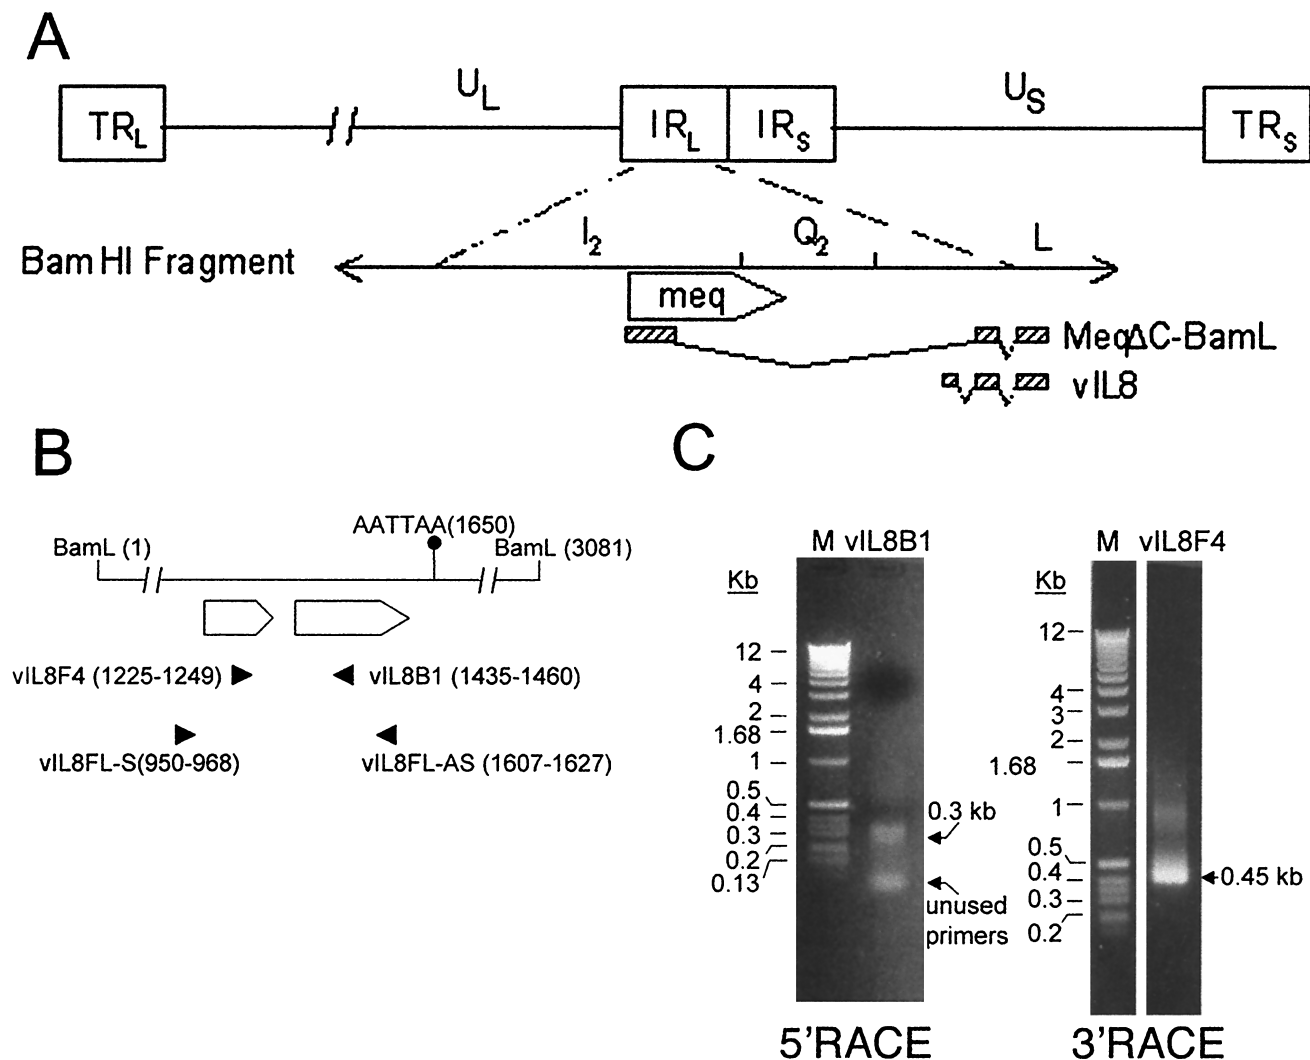 A
TRL
UL
IRL
IRS
US
TRS
BamHI Fragment
I2
Q2
L
meq
MeqΔC-BamL
vIL8
B
AATTAA(1650)
BamL (1)
BamL (3081)
vIL8F4 (1225-1249)
vIL8B1 (1435-1460)
vIL8FL-S(950-968)
vIL8FL-AS (1607-1627)
C
M vIL8B1
Kb
12
4
2
1.68
1
0.5
0.4
0.3
0.2
0.13
0.3 kb
unused
primers
5'RACE
M vIL8F4
Kb
12
4
3
2
1.68
1
0.5
0.4
0.3
0.2
0.45 kb
3'RACE